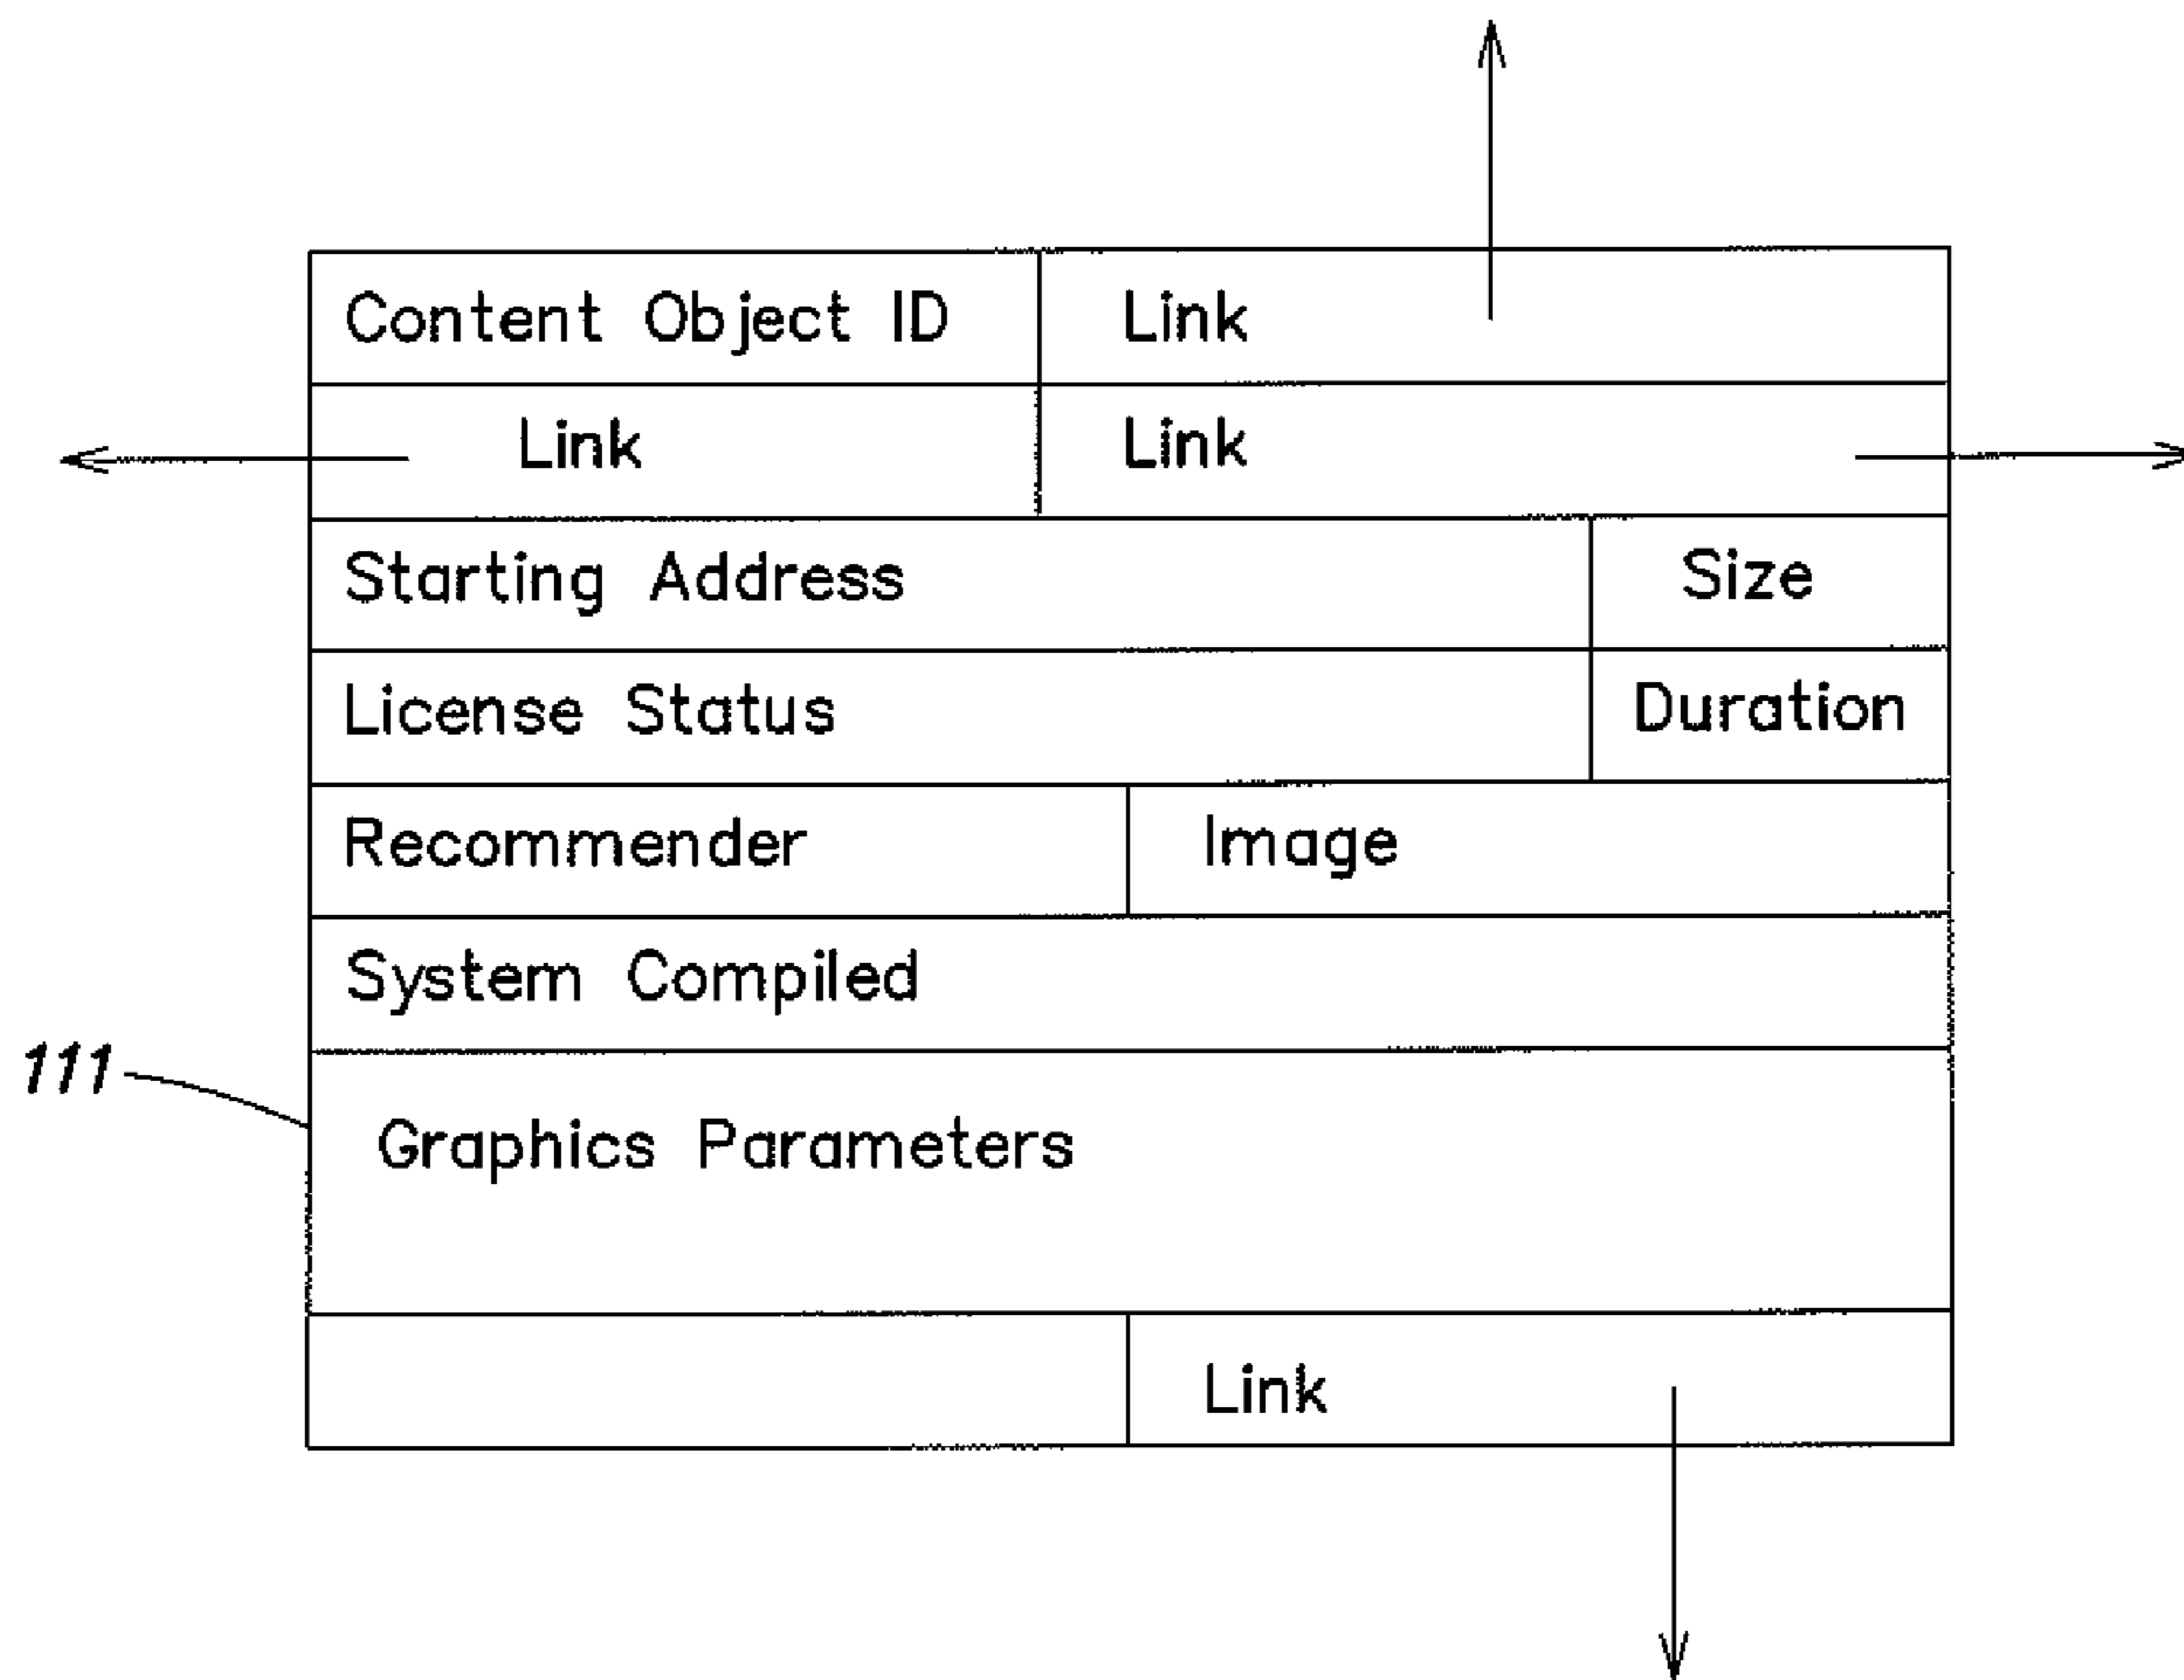 Content Object ID Link
Link Link
Starting Address Size
License Status Duration
Recommender Image
System Compiled
111
Graphics Parameters
Link